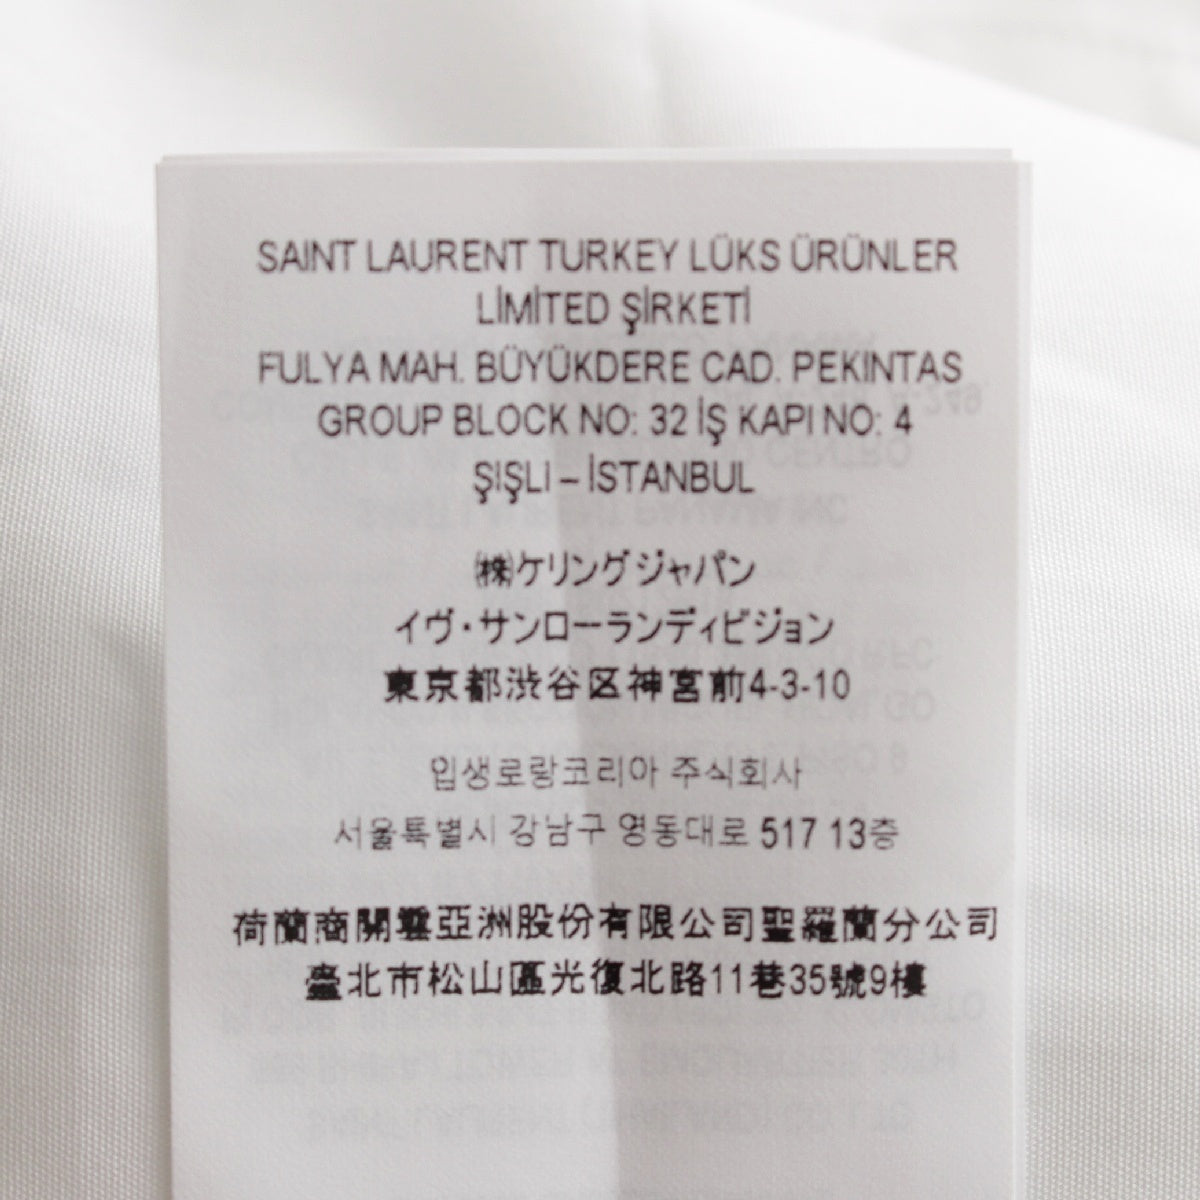 SAINT LAURENT TURKEY LÜKS ÜRÜNLER
LİMİTED ŞİRKETİ
FULYA MAH. BÜYÜKDERE CAD. PEKINTAS
GROUP BLOCK NO: 32 İŞ KAPI NO: 4
ŞIŞLI – İSTANBUL
㈱ケリングジャパン
イヴ・サンローランディビジョン
東京都渋谷区神宮前4-3-10
입생로랑코리아 주식회사
서울특별시 강남구 영동대로 517 13층
荷蘭商開雲亞洲股份有限公司聖羅蘭分公司
臺北市松山區光復北路11巷35號9樓